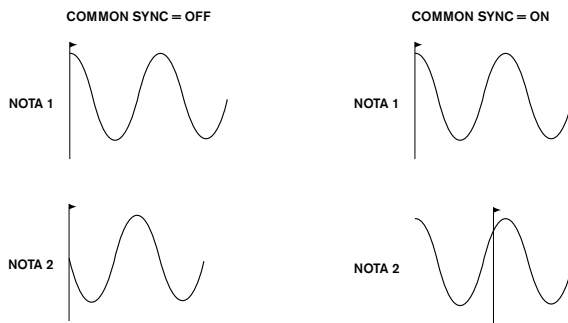 COMMON SYNC = OFF
COMMON SYNC = ON
NOTA 1
NOTA 1
NOTA 2
NOTA 2